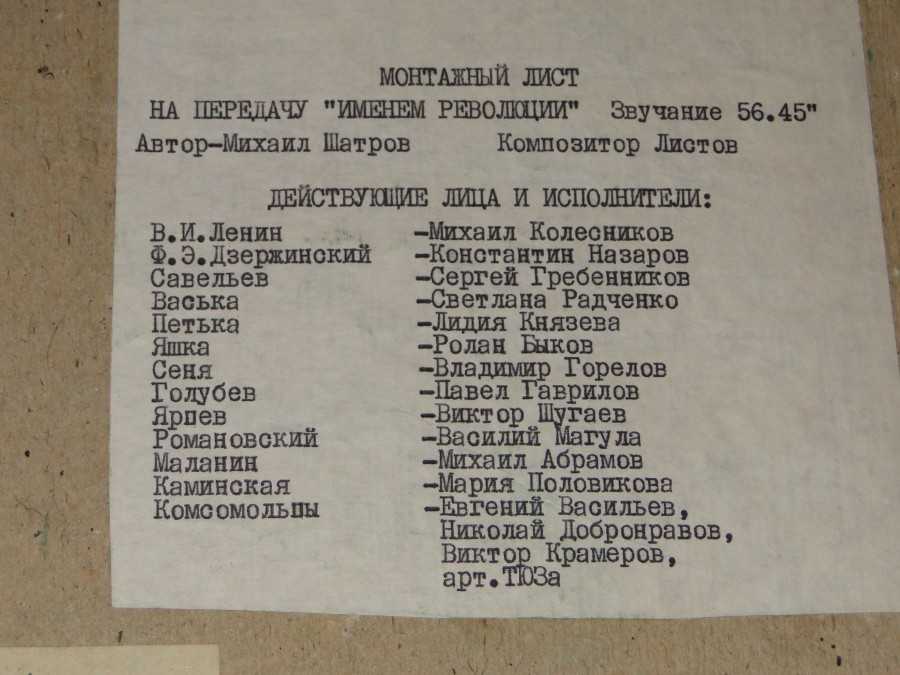 МОНТАЖНЫЙ ЛИСТ
НА ПЕРЕДАЧУ "ИМЕНЕМ РЕВОЛЮЦИИ" Звучание 56.45"
Автор-Михаил Шатров Композитор Листов
ДЕЙСТВУЮЩИЕ ЛИЦА И ИСПОЛНИТЕЛИ:
В.И.Ленин -Михаил Колесников
Ф.Э.Дзержинский -Константин Назаров
Савельев -Сергей Гребенников
Васька -Светлана Радченко
Петька -Лидия Князева
Яшка -Ролан Быков
Сеня -Владимир Горелов
Голубев -Павел Гаврилов
Ярцев -Виктор Шугаев
Романовский -Василий Магула
Маланин -Михаил Абрамов
Каминская -Мария Половикова
Комсомольцы -Евгений Васильев,
Николай Добронравов,
Виктор Крамеров,
арт.ТЮЗа